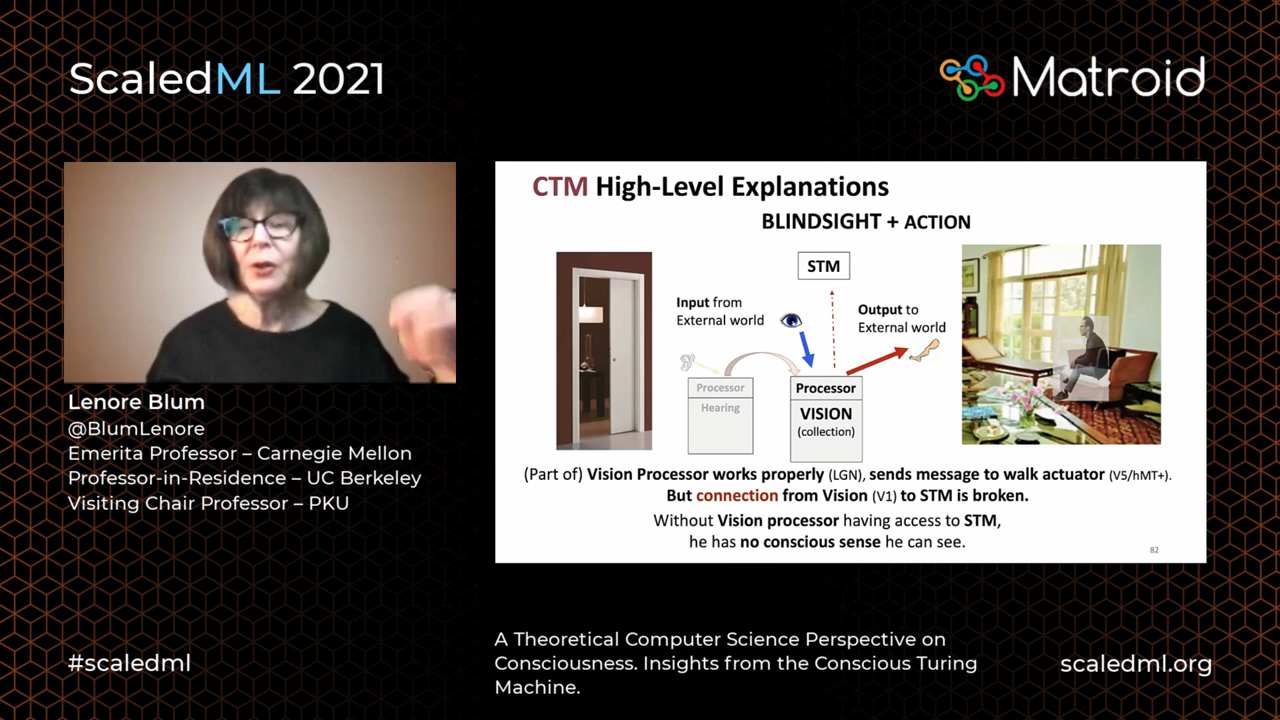 ScaledML 2021
Matroid
CTM High-Level Explanations
BLINDSIGHT + ACTION
STM
Input from
External world
Output to
External world
Processor
Hearing
Processor
VISION
(collection)
(Part of) Vision Processor works properly (LGN), sends message to walk actuator (V5/hMT+).
But connection from Vision (V1) to STM is broken.
Without Vision processor having access to STM,
he has no conscious sense he can see.
82
Lenore Blum
@BlumLenore
Emerita Professor – Carnegie Mellon
Professor-in-Residence – UC Berkeley
Visiting Chair Professor – PKU
#scaledml
A Theoretical Computer Science Perspective on
Consciousness. Insights from the Conscious Turing
Machine.
scaledml.org